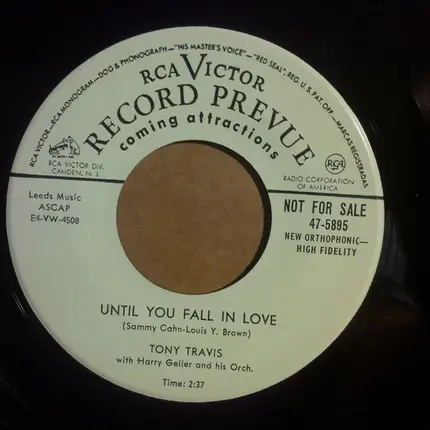 RCA VICTOR—RCA MONOGRAM—DOG & PHONOGRAPH—"HIS MASTER'S VOICE"—"RED SEAL", REG. U. S. PAT. OFF.—MARCAS REGISTRADAS
RCA VICTOR
RECORD PREVUE
coming attractions
RCA VICTOR DIV.
CAMDEN, N. J.
RCA
RADIO CORPORATION
OF AMERICA
Leeds Music
ASCAP
E4-VW-4508
NOT FOR SALE
47-5895
NEW ORTHOPHONIC—
HIGH FIDELITY
UNTIL YOU FALL IN LOVE
(Sammy Cahn-Louis Y. Brown)
TONY TRAVIS
with Harry Geller and his Orch.
Time: 2:37